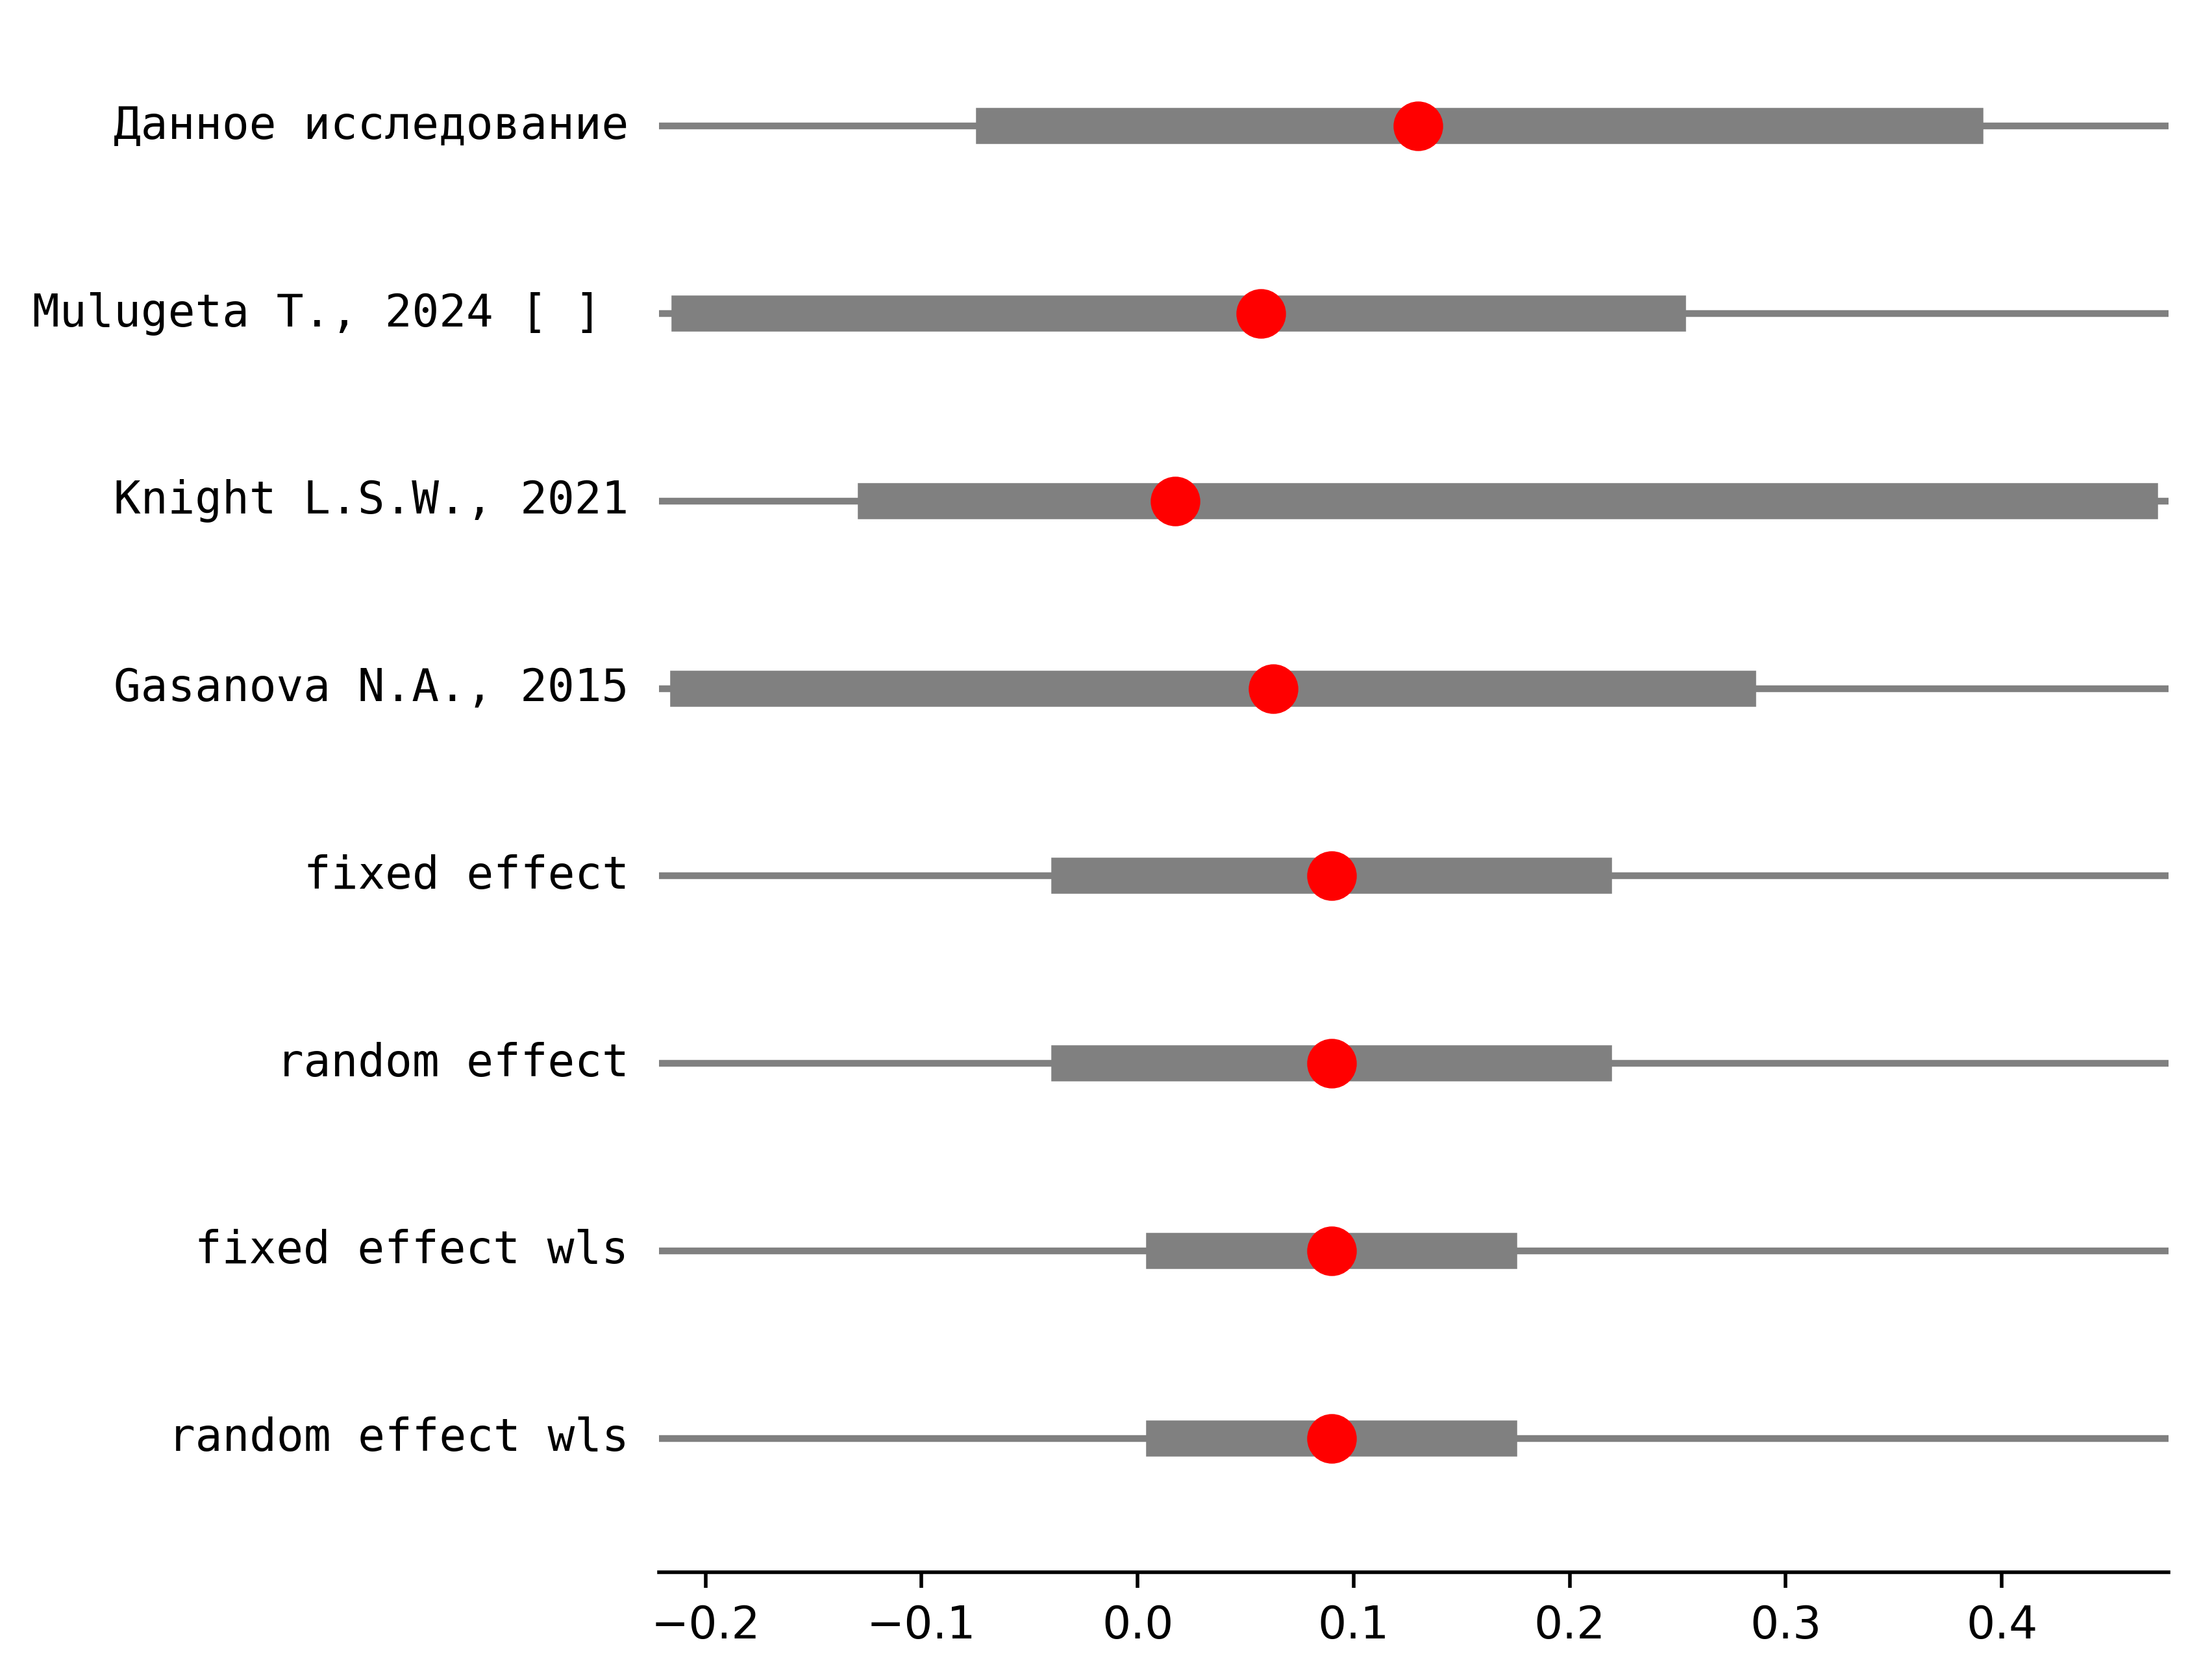 Данное исследование
Mulugeta T., 2024 [ ]
Knight L.S.W., 2021
Gasanova N.A., 2015
fixed effect
random effect
fixed effect wls
random effect wls
−0.2 −0.1 0.0 0.1 0.2 0.3 0.4